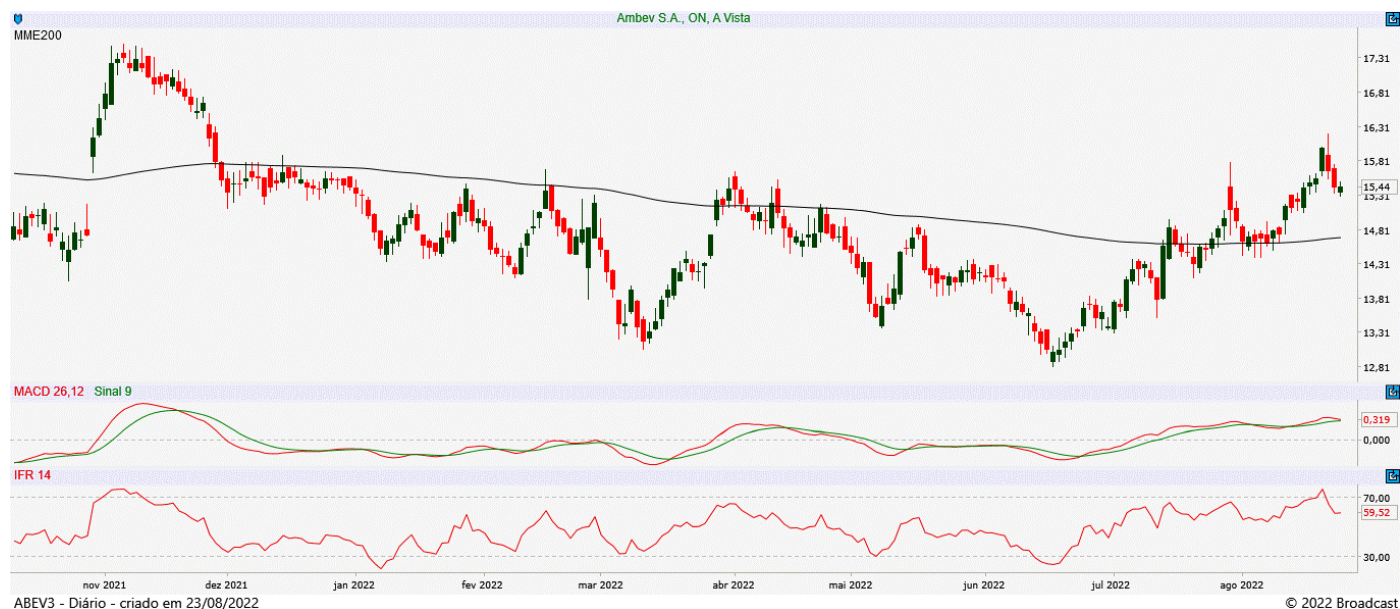 Ambev S.A., ON, A Vista
MME200
17,31
16,81
16,31
15,81
15,44
15,31
14,81
14,31
13,81
13,31
12,81
MACD 26,12 Sinal 9
0,319
0,000
IFR 14
70,00
59,52
30,00
nov 2021 dez 2021 jan 2022 fev 2022 mar 2022 abr 2022 mai 2022 jun 2022 jul 2022 ago 2022
ABEV3 - Diário - criado em 23/08/2022 © 2022 Broadcast